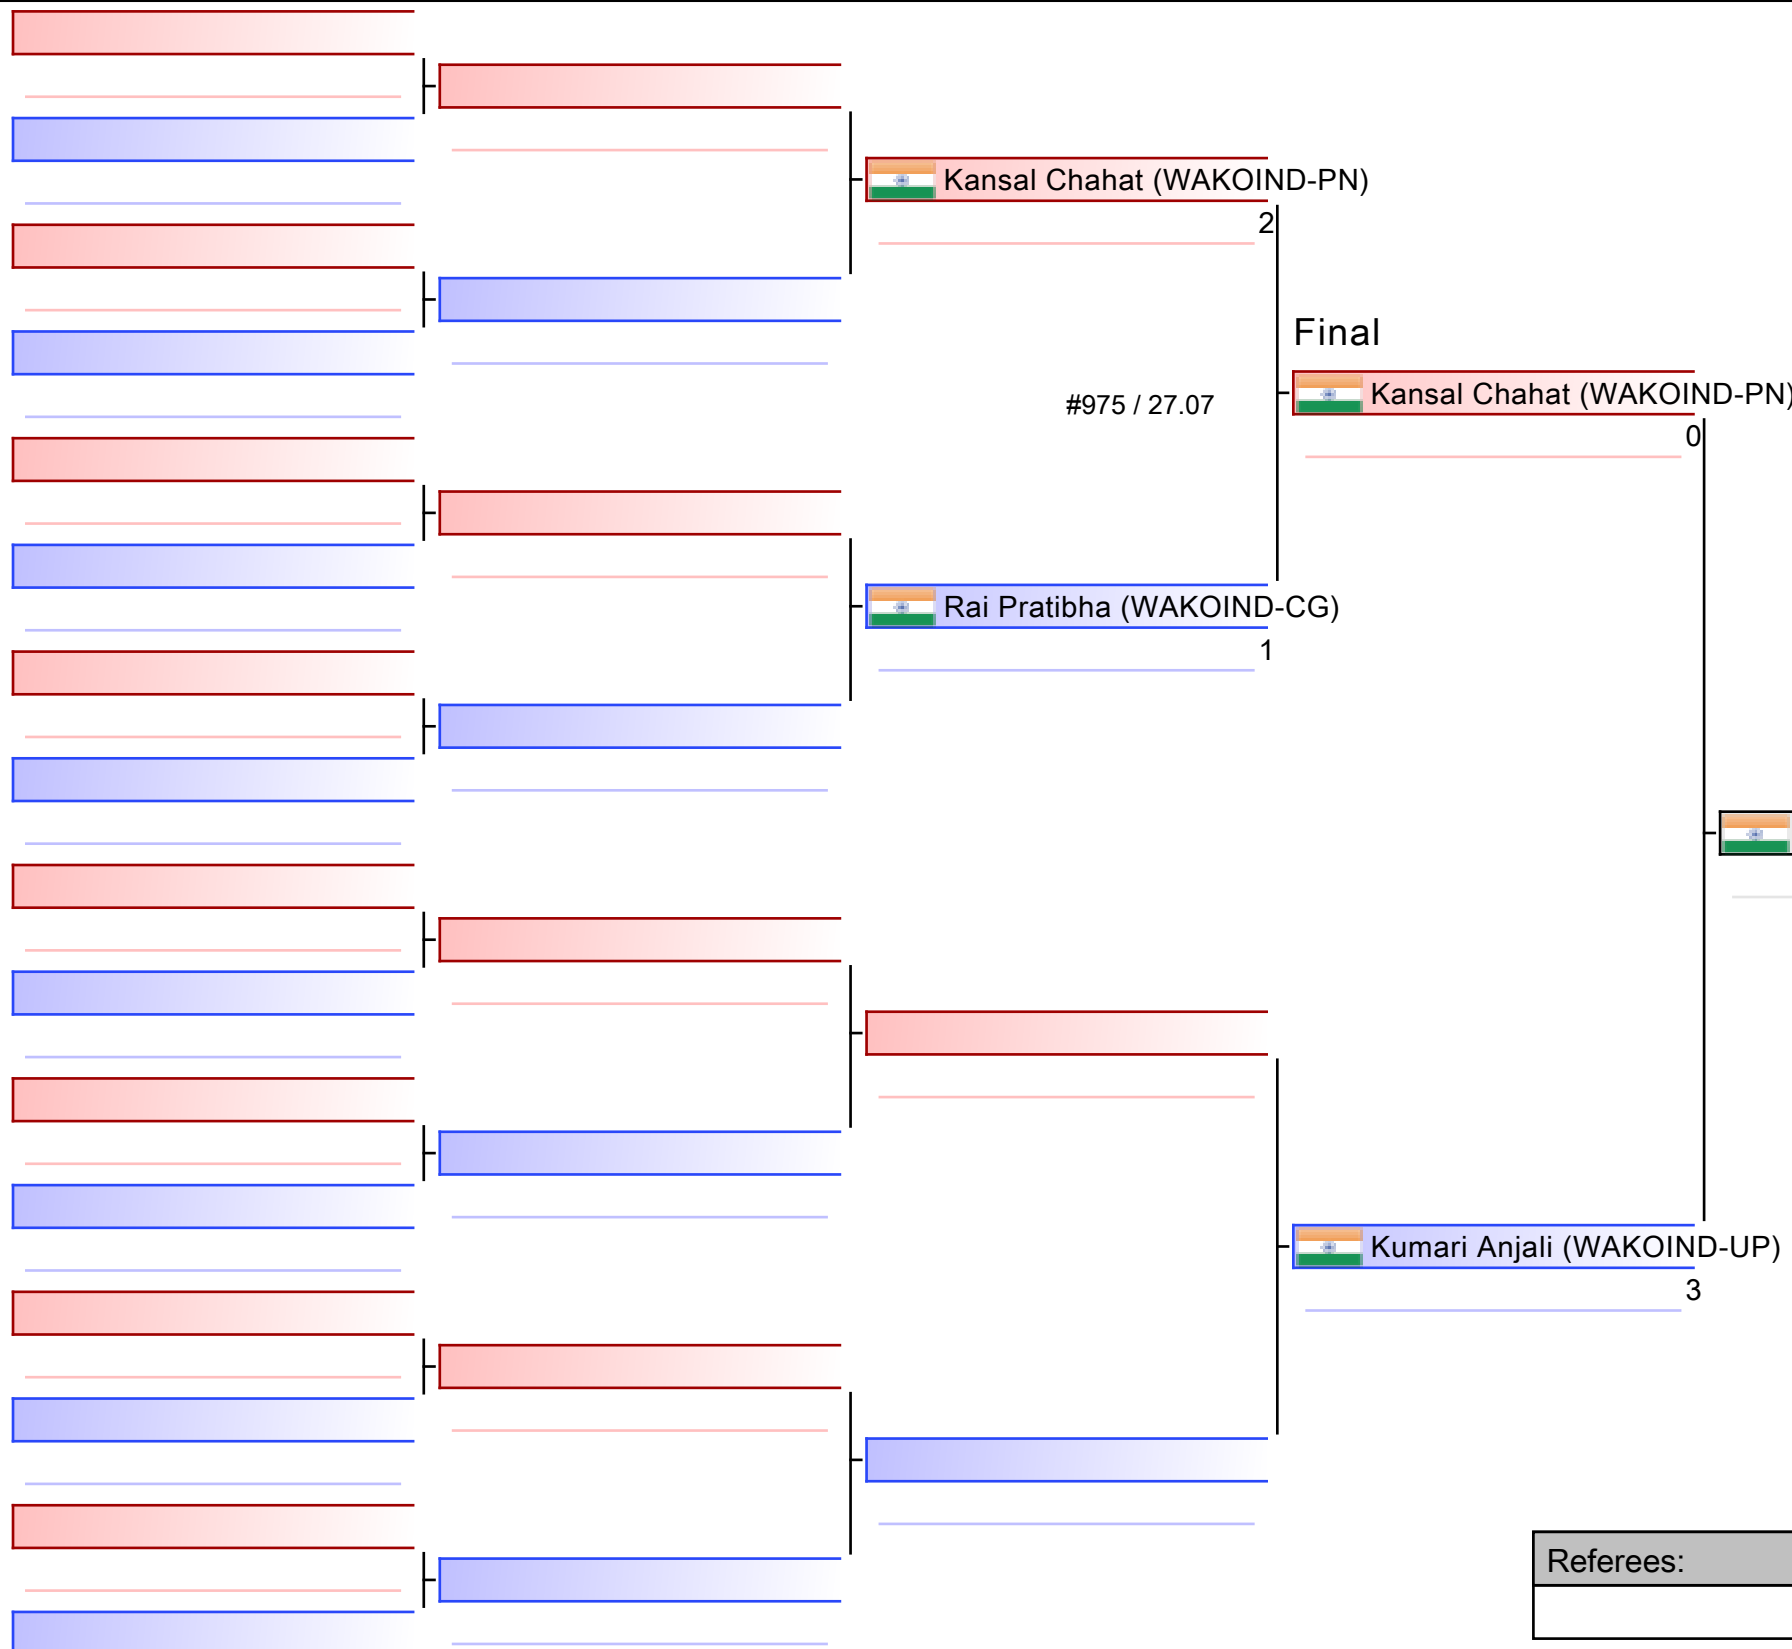 Kansal Chahat (WAKOIND-PN)
2
Final
#975 / 27.07
Kansal Chahat (WAKOIND-PN)
0
Rai Pratibha (WAKOIND-CG)
1
Kumari Anjali (WAKOIND-UP)
3
Referees: